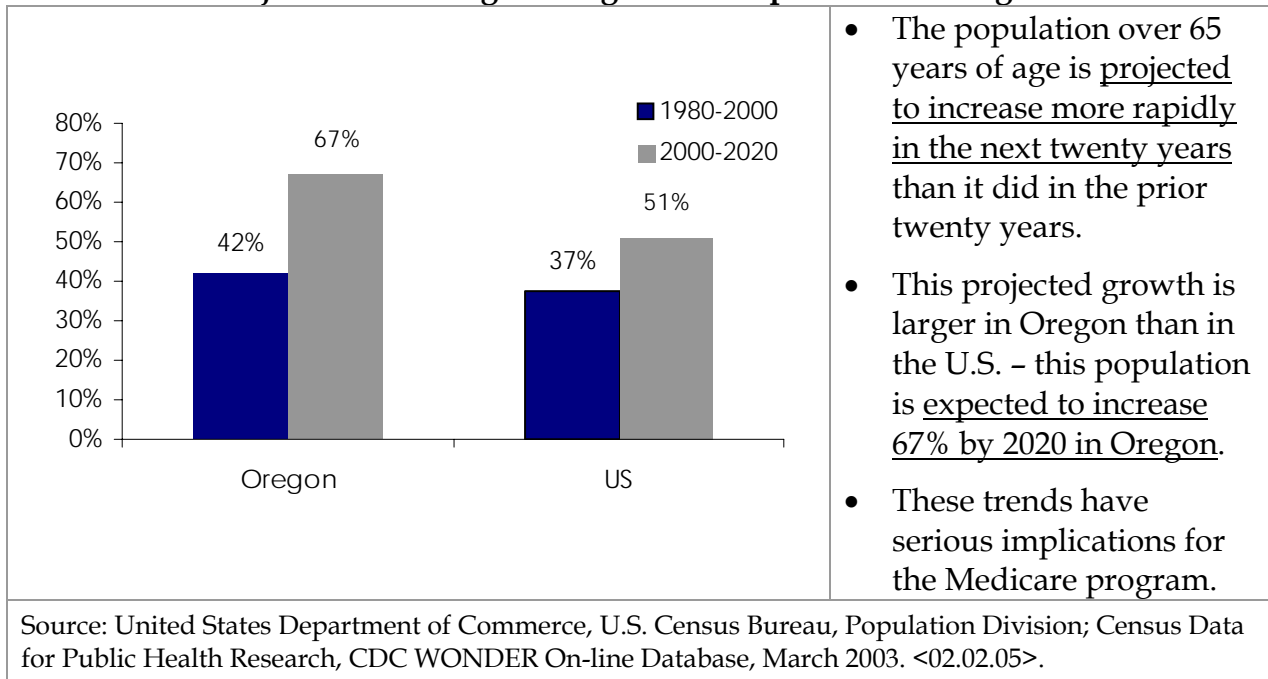 80%
70%
60%
50%
40%
30%
20%
10%
0%
42%
67%
37%
51%
Oregon
US
1980-2000
2000-2020
• The population over 65
years of age is projected
to increase more rapidly
in the next twenty years
than it did in the prior
twenty years.
• This projected growth is
larger in Oregon than in
the U.S. – this population
is expected to increase
67% by 2020 in Oregon.
• These trends have
serious implications for
the Medicare program.
Source: United States Department of Commerce, U.S. Census Bureau, Population Division; Census Data
for Public Health Research, CDC WONDER On-line Database, March 2003. <02.02.05>.